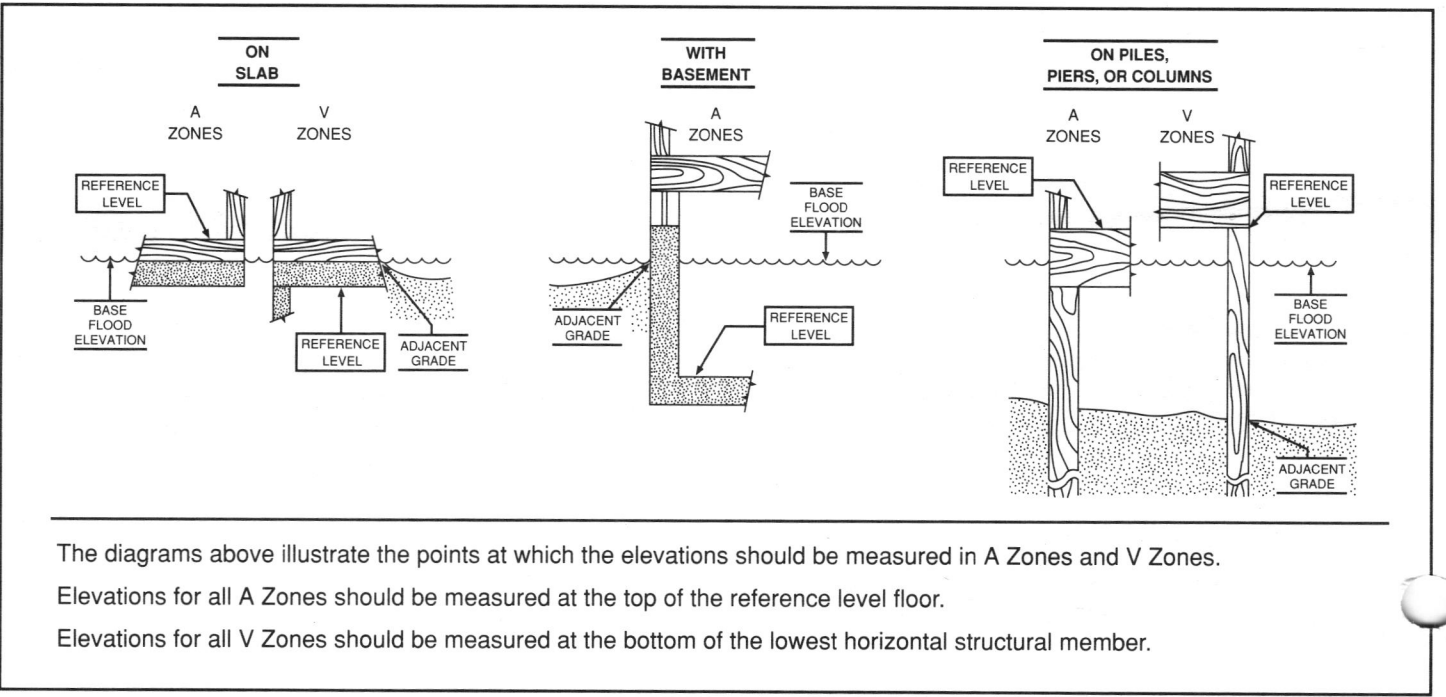 ON
SLAB
A
ZONES
V
ZONES
REFERENCE
LEVEL
BASE
FLOOD
ELEVATION
REFERENCE
LEVEL
ADJACENT
GRADE
WITH
BASEMENT
A
ZONES
BASE
FLOOD
ELEVATION
ADJACENT
GRADE
REFERENCE
LEVEL
ON PILES,
PIERS, OR COLUMNS
A
ZONES
V
ZONES
REFERENCE
LEVEL
REFERENCE
LEVEL
BASE
FLOOD
ELEVATION
ADJACENT
GRADE
The diagrams above illustrate the points at which the elevations should be measured in A Zones and V Zones.
Elevations for all A Zones should be measured at the top of the reference level floor.
Elevations for all V Zones should be measured at the bottom of the lowest horizontal structural member.